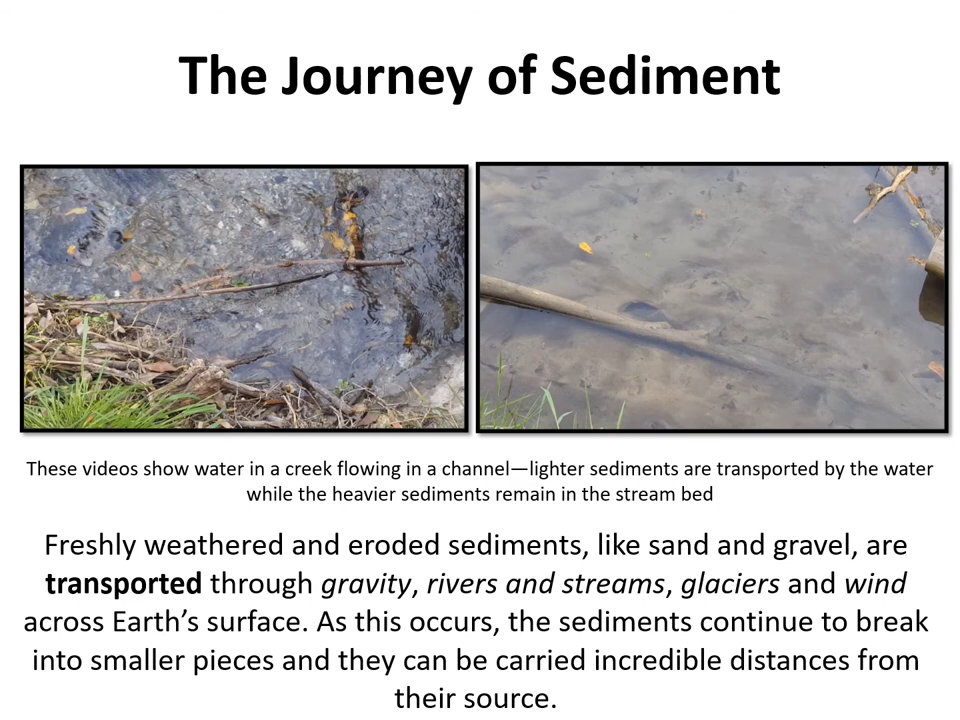 The Journey of Sediment
These videos show water in a creek flowing in a channel—lighter sediments are transported by the water
while the heavier sediments remain in the stream bed
Freshly weathered and eroded sediments, like sand and gravel, are
transported through gravity, rivers and streams, glaciers and wind
across Earth’s surface. As this occurs, the sediments continue to break
into smaller pieces and they can be carried incredible distances from
their source.